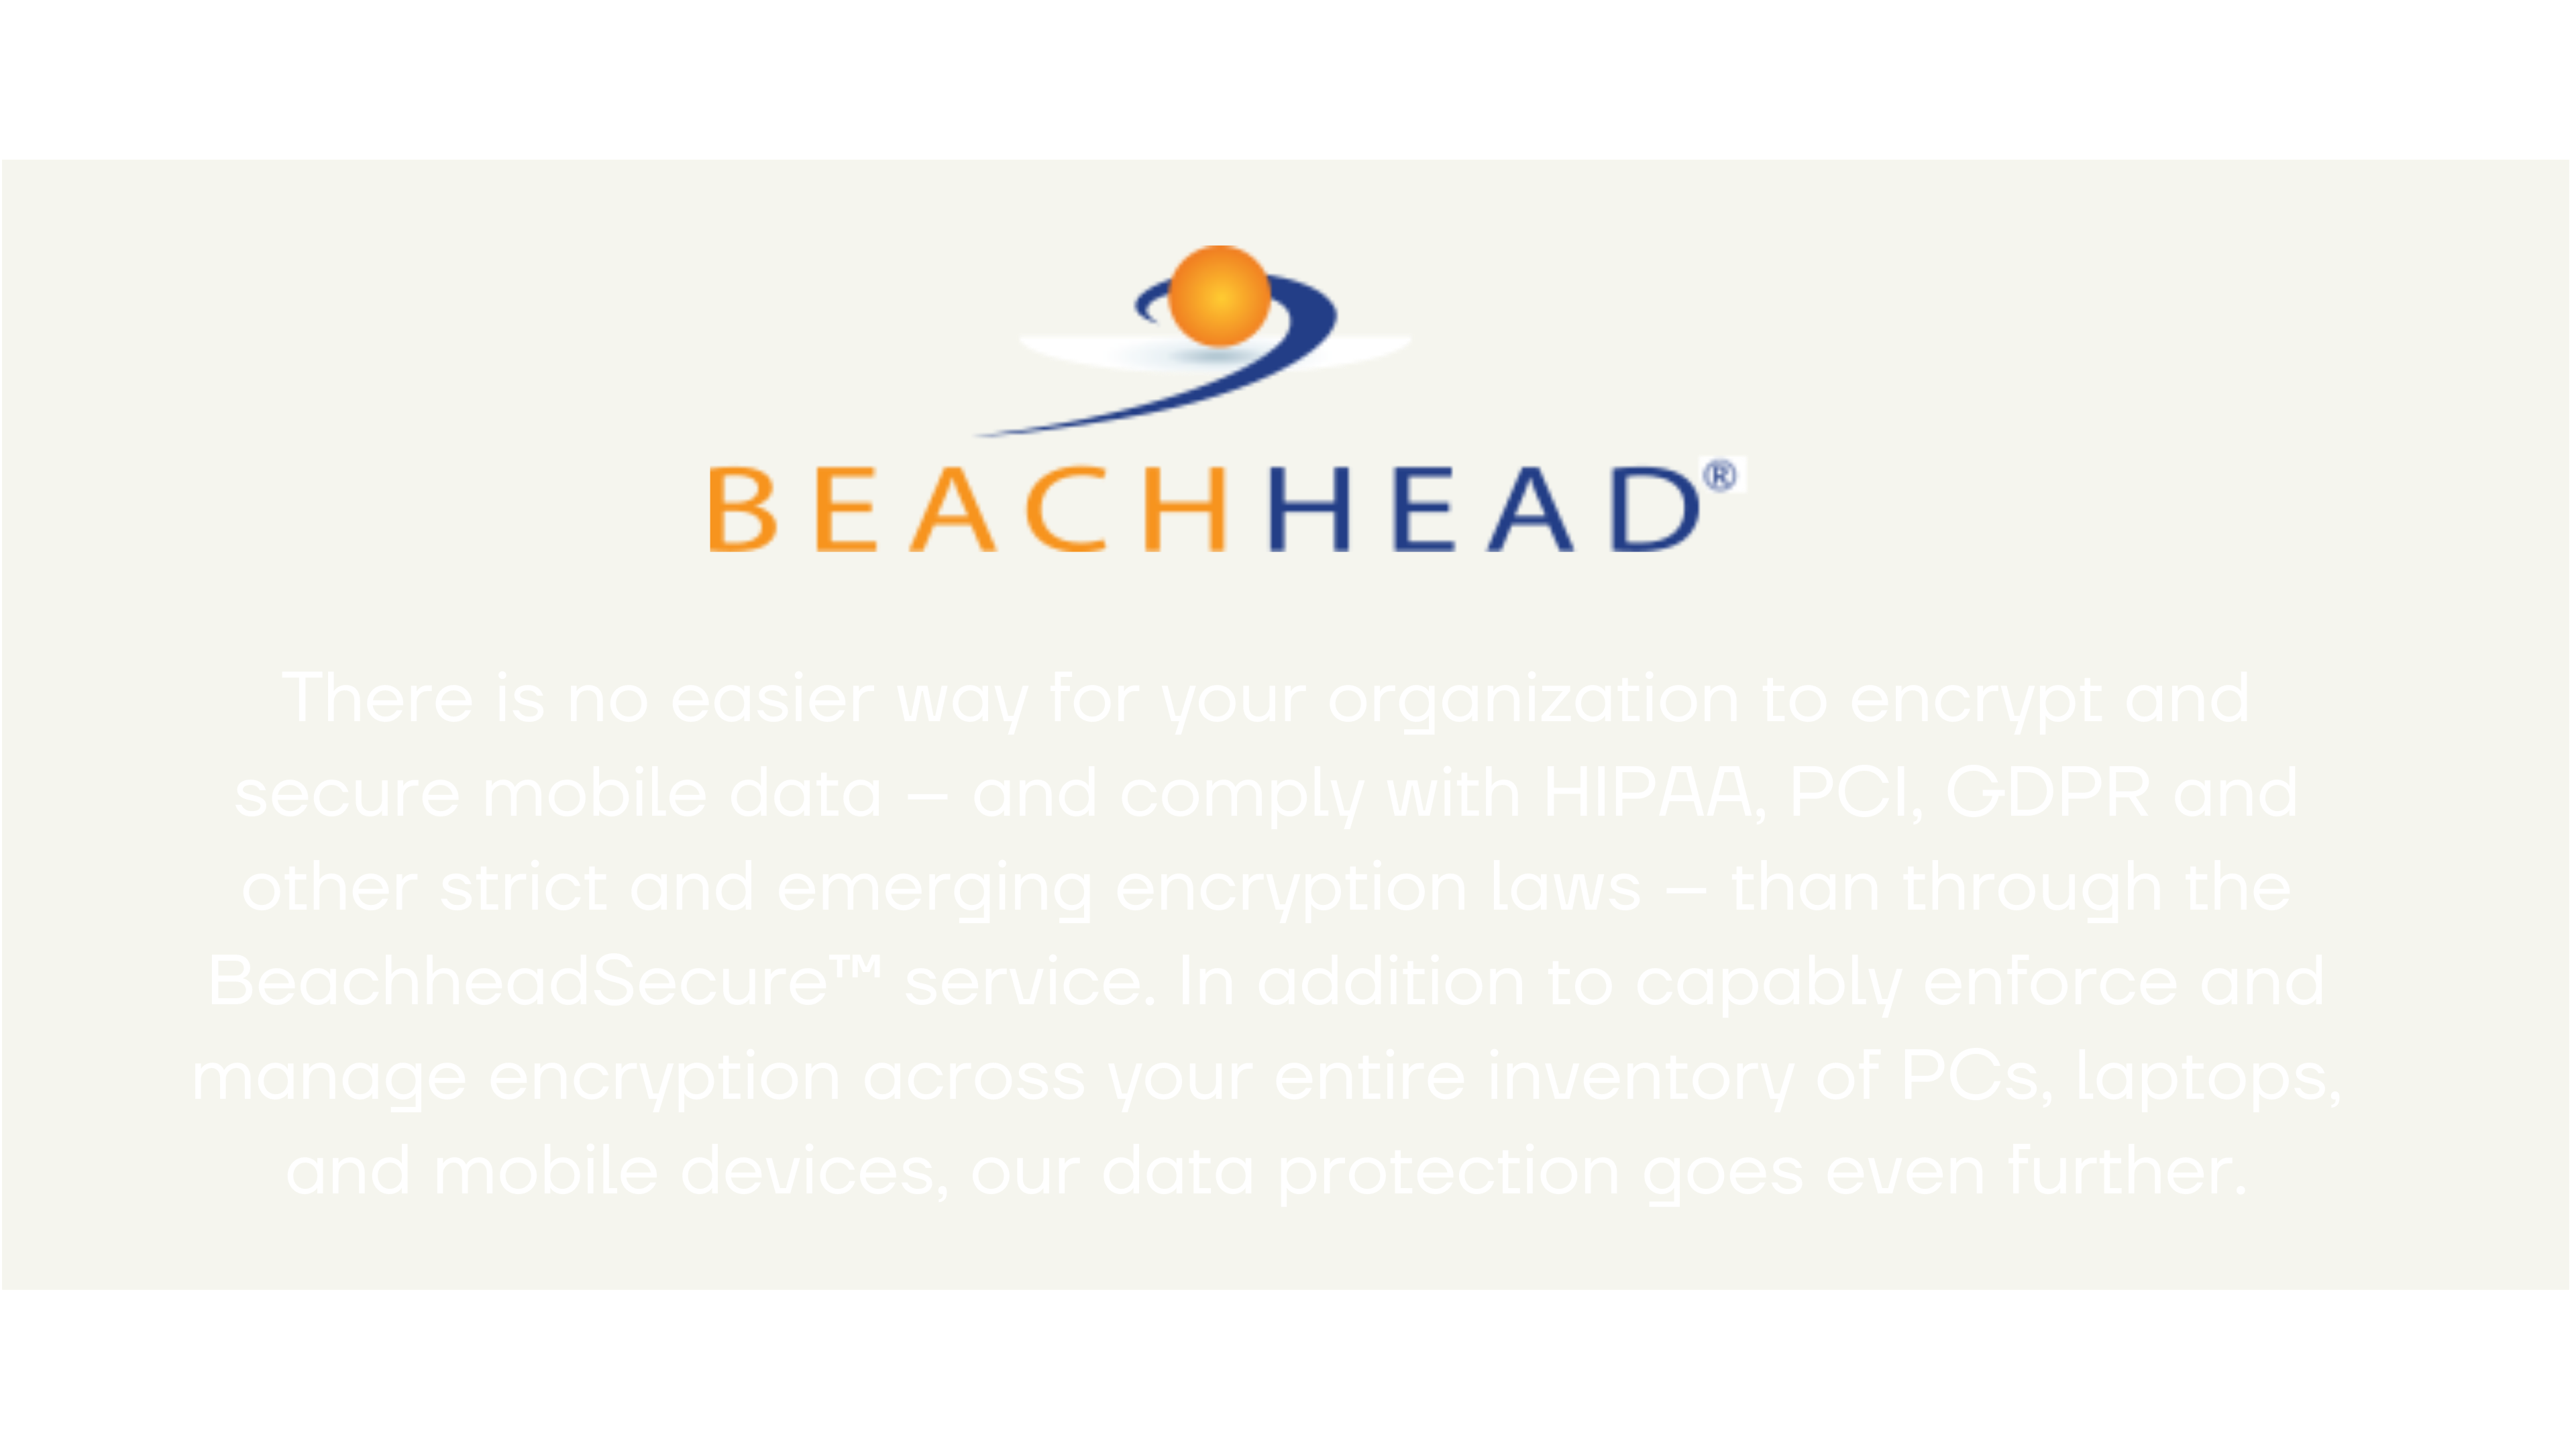 BEACHHEAD®
There is no easier way for your organization to encrypt and
secure mobile data – and comply with HIPAA, PCI, GDPR and
other strict and emerging encryption laws – than through the
BeachheadSecure™ service. In addition to capably enforce and
manage encryption across your entire inventory of PCs, laptops,
and mobile devices, our data protection goes even further.